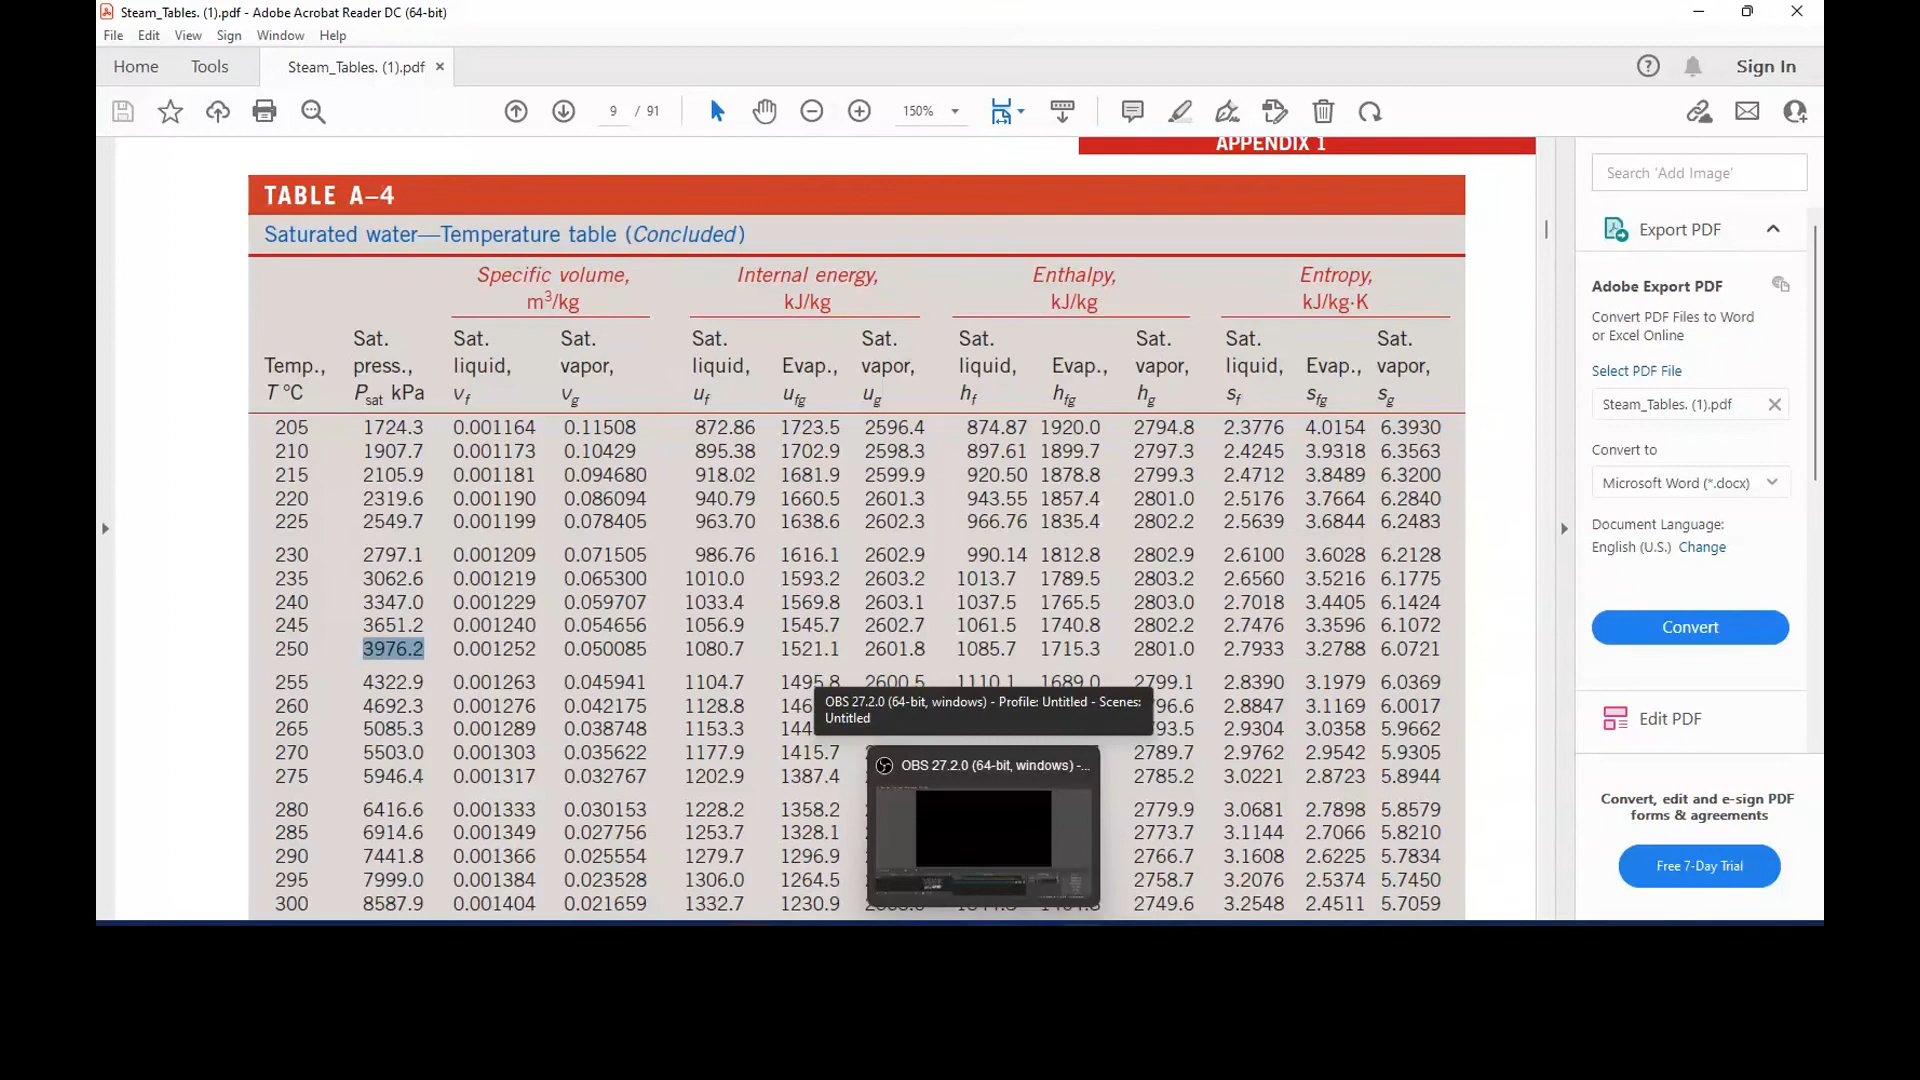 Steam_Tables. (1).pdf - Adobe Acrobat Reader DC (64-bit)
File Edit View Sign Window Help
Home Tools Steam_Tables. (1).pdf × Sign In
9 / 91 150%
APPENDIX 1
TABLE A–4
Saturated water—Temperature table (Concluded)
Specific volume, Internal energy, Enthalpy, Entropy,
m³/kg kJ/kg kJ/kg kJ/kg·K
Sat. Sat. Sat. Sat. Sat. Sat. Sat. Sat. Sat.
Temp., press., liquid, vapor, liquid, Evap., vapor, liquid, Evap., vapor, liquid, Evap., vapor,
T °C Psat kPa vf vg uf ufg ug hf hfg hg sf sfg sg
205 1724.3 0.001164 0.11508 872.86 1723.5 2596.4 874.87 1920.0 2794.8 2.3776 4.0154 6.3930
210 1907.7 0.001173 0.10429 895.38 1702.9 2598.3 897.61 1899.7 2797.3 2.4245 3.9318 6.3563
215 2105.9 0.001181 0.094680 918.02 1681.9 2599.9 920.50 1878.8 2799.3 2.4712 3.8489 6.3200
220 2319.6 0.001190 0.086094 940.79 1660.5 2601.3 943.55 1857.4 2801.0 2.5176 3.7664 6.2840
225 2549.7 0.001199 0.078405 963.70 1638.6 2602.3 966.76 1835.4 2802.2 2.5639 3.6844 6.2483
230 2797.1 0.001209 0.071505 986.76 1616.1 2602.9 990.14 1812.8 2802.9 2.6100 3.6028 6.2128
235 3062.6 0.001219 0.065300 1010.0 1593.2 2603.2 1013.7 1789.5 2803.2 2.6560 3.5216 6.1775
240 3347.0 0.001229 0.059707 1033.4 1569.8 2603.1 1037.5 1765.5 2803.0 2.7018 3.4405 6.1424
245 3651.2 0.001240 0.054656 1056.9 1545.7 2602.7 1061.5 1740.8 2802.2 2.7476 3.3596 6.1072
250 3976.2 0.001252 0.050085 1080.7 1521.1 2601.8 1085.7 1715.3 2801.0 2.7933 3.2788 6.0721
255 4322.9 0.001263 0.045941 1104.7 1495.8 2600.5 1110.1 1689.0 2799.1 2.8390 3.1979 6.0369
260 4692.3 0.001276 0.042175 1128.8 2.8847 3.1169 6.0017
265 5085.3 0.001289 0.038748 1153.3 2.9304 3.0358 5.9662
270 5503.0 0.001303 0.035622 1177.9 1415.7 2789.7 2.9762 2.9542 5.9305
275 5946.4 0.001317 0.032767 1202.9 1387.4 2785.2 3.0221 2.8723 5.8944
280 6416.6 0.001333 0.030153 1228.2 1358.2 2779.9 3.0681 2.7898 5.8579
285 6914.6 0.001349 0.027756 1253.7 1328.1 2773.7 3.1144 2.7066 5.8210
290 7441.8 0.001366 0.025554 1279.7 1296.9 2766.7 3.1608 2.6225 5.7834
295 7999.0 0.001384 0.023528 1306.0 1264.5 2758.7 3.2076 2.5374 5.7450
300 8587.9 0.001404 0.021659 1332.7 1230.9 2749.6 3.2548 2.4511 5.7059
OBS 27.2.0 (64-bit, windows) - Profile: Untitled - Scenes:
Untitled
OBS 27.2.0 (64-bit, windows) -...
Search 'Add Image'
Export PDF
Adobe Export PDF
Convert PDF Files to Word
or Excel Online
Select PDF File
Steam_Tables. (1).pdf
Convert to
Microsoft Word (*.docx)
Document Language:
English (U.S.) Change
Convert
Edit PDF
Convert, edit and e-sign PDF
forms & agreements
Free 7-Day Trial